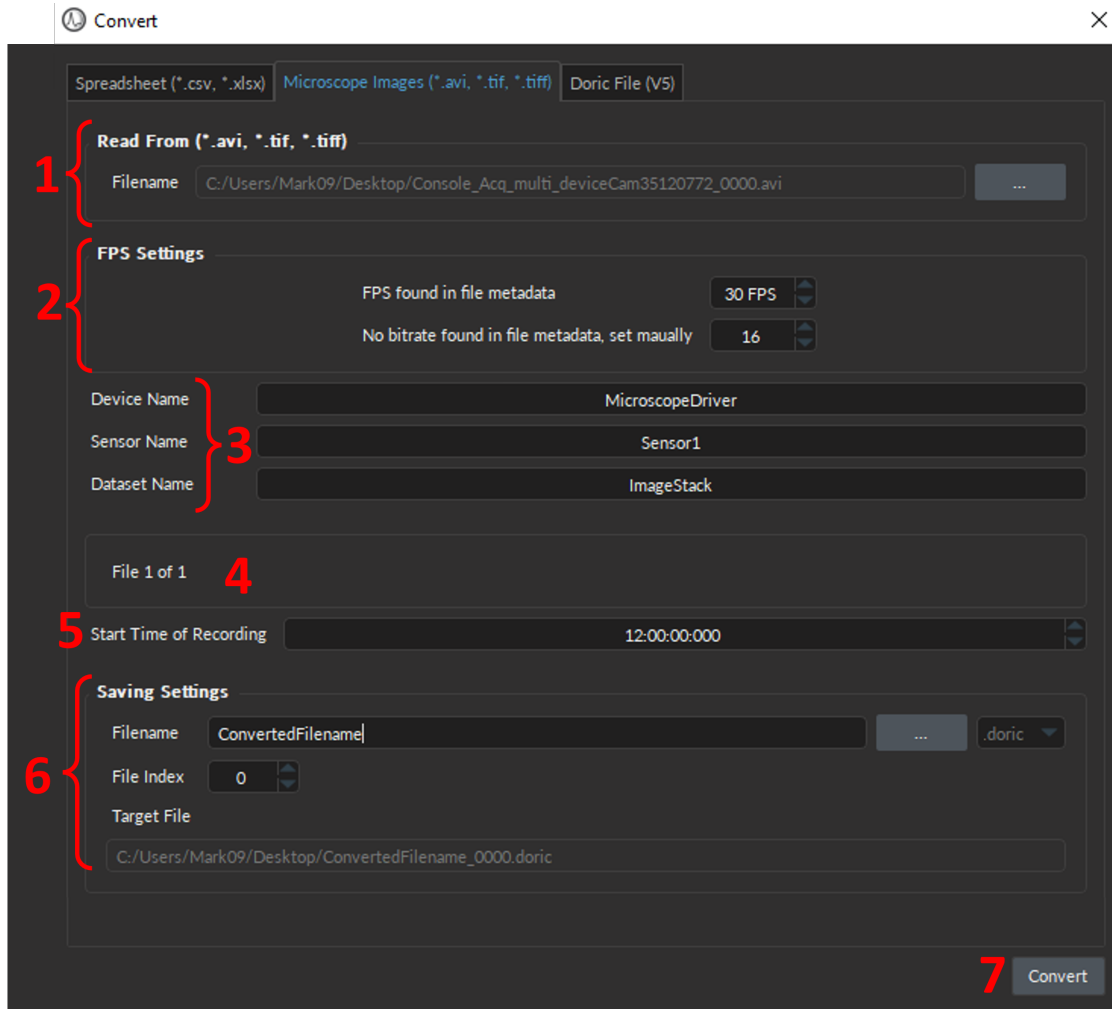 Convert
Spreadsheet (*.csv, *.xlsx) Microscope Images (*.avi, *.tif, *.tiff) Doric File (V5)
Read From (*.avi, *.tif, *.tiff)
1
Filename C:/Users/Mark09/Desktop/Console_Acq_multi_deviceCam35120772_0000.avi ...
FPS Settings
2
FPS found in file metadata 30 FPS
No bitrate found in file metadata, set maually 16
Device Name MicroscopeDriver
Sensor Name 3 Sensor1
Dataset Name ImageStack
File 1 of 1 4
5 Start Time of Recording 12:00:00:000
Saving Settings
Filename ConvertedFilename ... .doric
6 File Index 0
Target File
C:/Users/Mark09/Desktop/ConvertedFilename_0000.doric
7 Convert